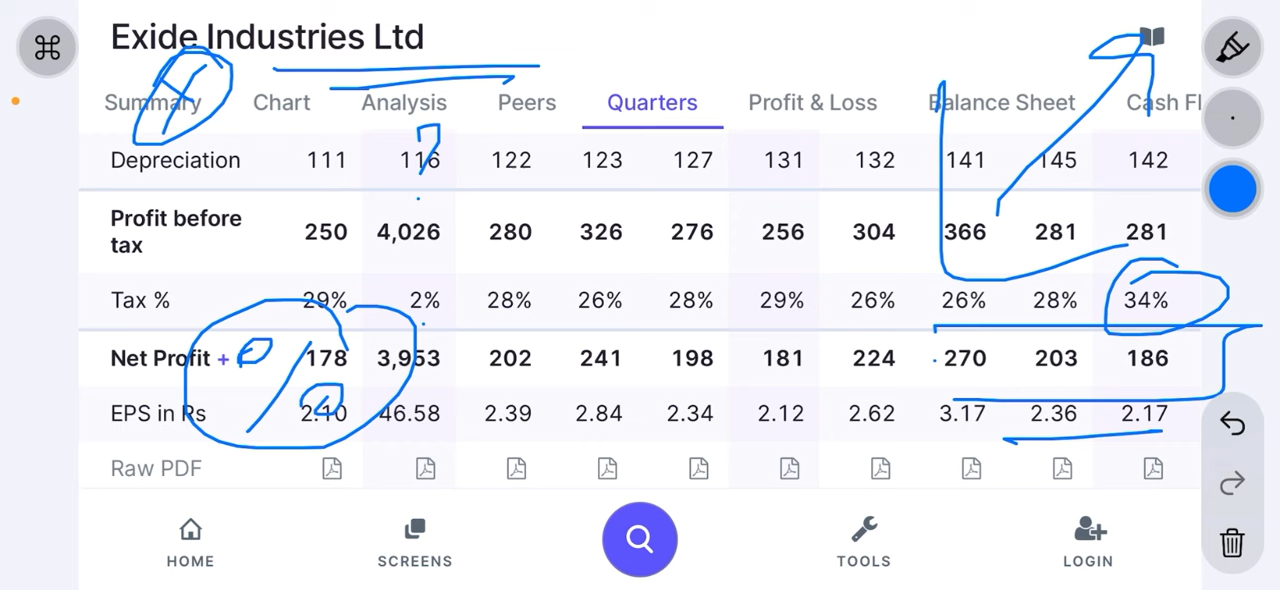 Exide Industries Ltd
Summary Chart Analysis Peers Quarters Profit & Loss Balance Sheet Cash Fl
Depreciation 111 116 122 123 127 131 132 141 145 142
Profit before
tax 250 4,026 280 326 276 256 304 366 281 281
Tax % 29% 2% 28% 26% 28% 29% 26% 26% 28% 34%
Net Profit + 178 3,953 202 241 198 181 224 270 203 186
EPS in Rs 2.10 46.58 2.39 2.84 2.34 2.12 2.62 3.17 2.36 2.17
Raw PDF
HOME SCREENS TOOLS LOGIN